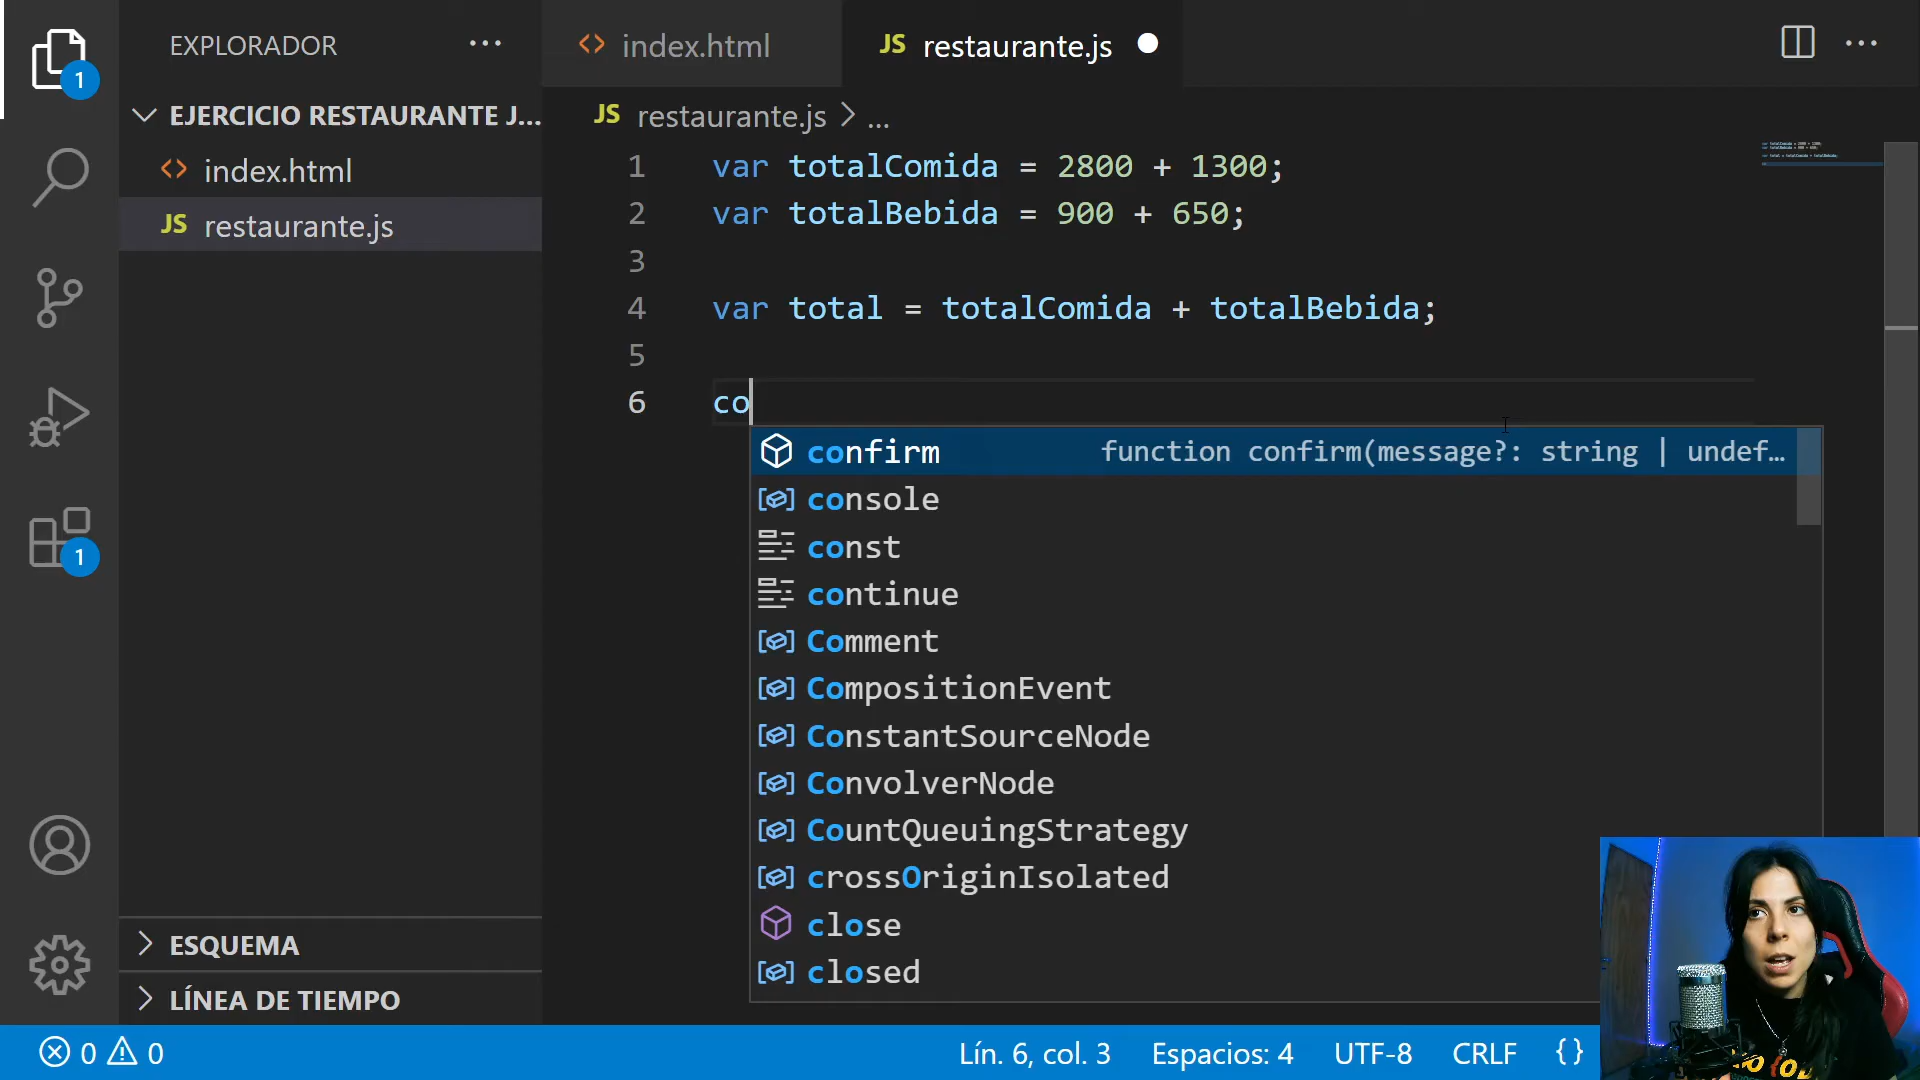 EXPLORADOR ...
1
EJERCICIO RESTAURANTE J...
<> index.html
JS restaurante.js
1
ESQUEMA
LÍNEA DE TIEMPO
<> index.html
JS restaurante.js
JS restaurante.js > ...
1 var totalComida = 2800 + 1300;
2 var totalBebida = 900 + 650;
3
4 var total = totalComida + totalBebida;
5
6 co
confirm function confirm(message?: string | undef...
console
const
continue
Comment
CompositionEvent
ConstantSourceNode
ConvolverNode
CountQueuingStrategy
crossOriginIsolated
close
closed
0 0 Lín. 6, col. 3 Espacios: 4 UTF-8 CRLF {}